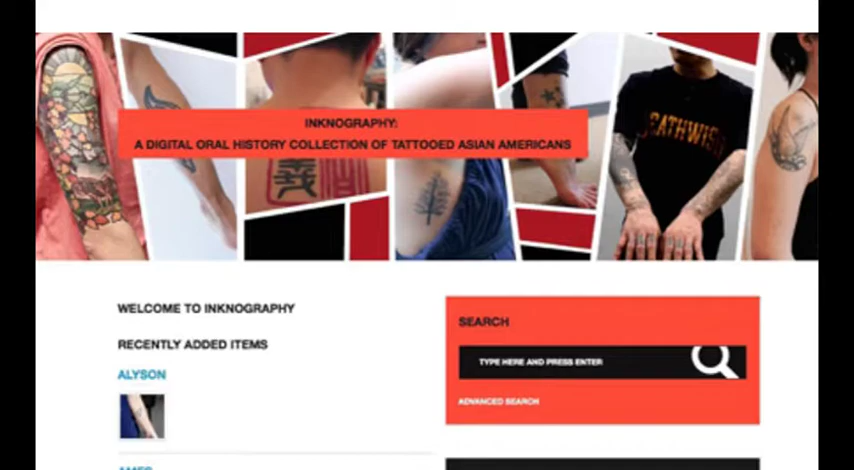 INKNOGRAPHY:
A DIGITAL ORAL HISTORY COLLECTION OF TATTOOED ASIAN AMERICANS
DEATHWISH
WELCOME TO INKNOGRAPHY
RECENTLY ADDED ITEMS
ALYSON
SEARCH
TYPE HERE AND PRESS ENTER
ADVANCED SEARCH